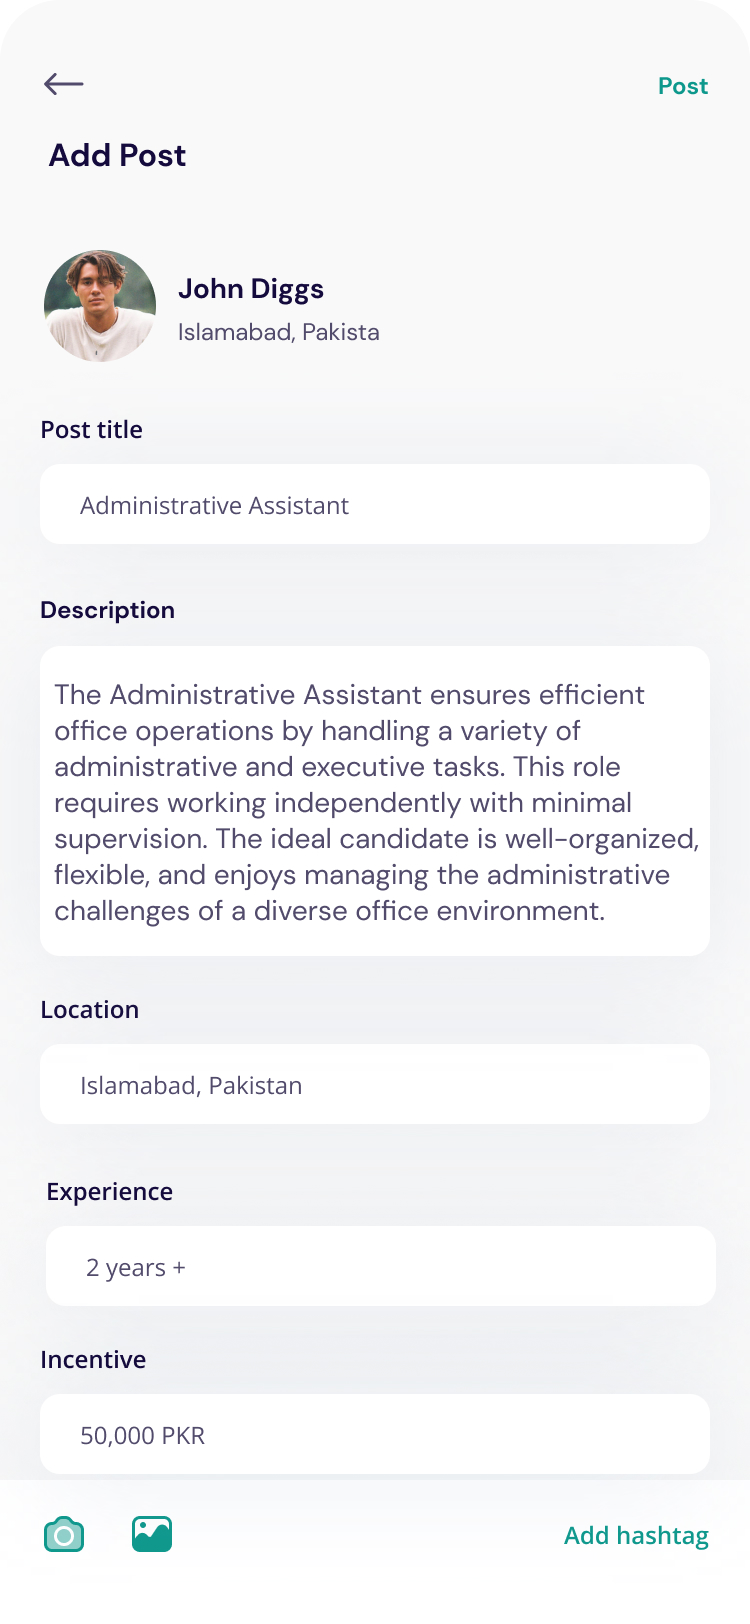 Post
Add Post
John Diggs
Islamabad, Pakista
Post title
Administrative Assistant
Description
The Administrative Assistant ensures efficient
office operations by handling a variety of
administrative and executive tasks. This role
requires working independently with minimal
supervision. The ideal candidate is well-organized,
flexible, and enjoys managing the administrative
challenges of a diverse office environment.
Location
Islamabad, Pakistan
Experience
2 years +
Incentive
50,000 PKR
Add hashtag